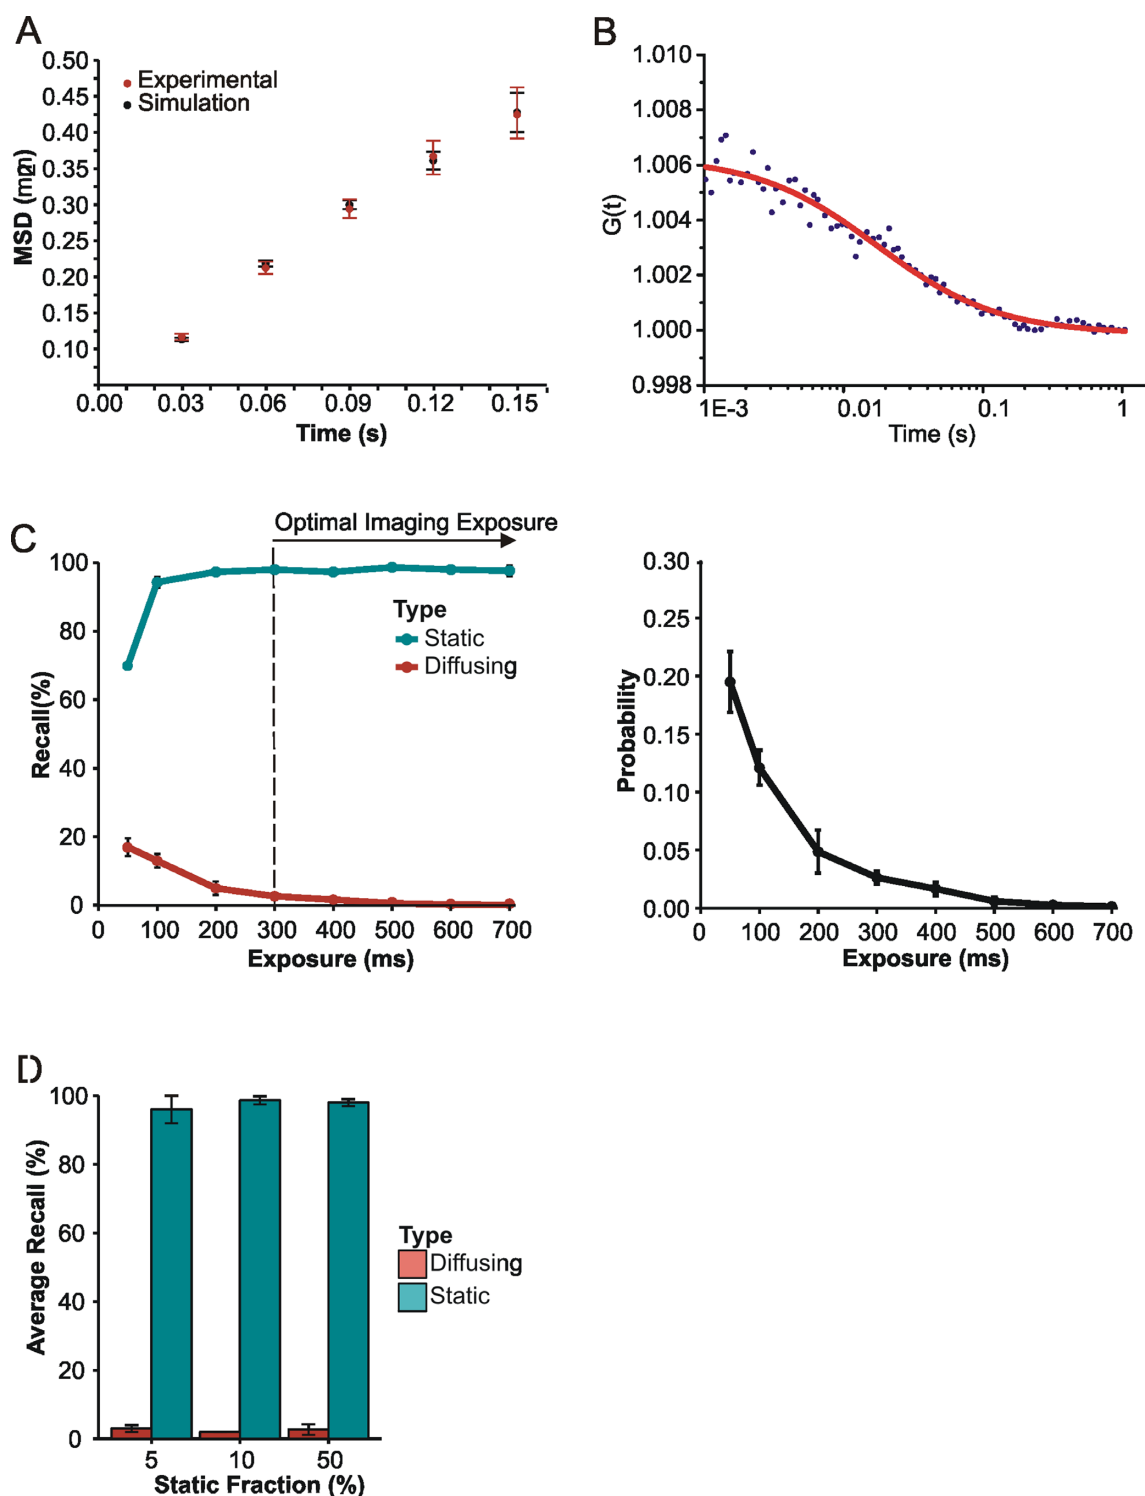 A
0.50
0.45
0.40
0.35
0.30
0.25
0.20
0.15
0.10
MSD
Experimental
Simulation
0.00 0.03 0.06 0.09 0.12 0.15
Time (s)
B
1.010
1.008
1.006
1.004
1.002
1.000
0.998
G(t)
1E-3 0.01 0.1 1
Time (s)
C
Optimal Imaging Exposure
100
80
60
40
20
0
Recall(%)
Type
Static
Diffusing
0 100 200 300 400 500 600 700
Exposure (ms)
0.30
0.25
0.20
0.15
0.10
0.05
0.00
Probability
0 100 200 300 400 500 600 700
Exposure (ms)
D
100
80
60
40
20
0
Average Recall (%)
Type
Diffusing
Static
5 10 50
Static Fraction (%)